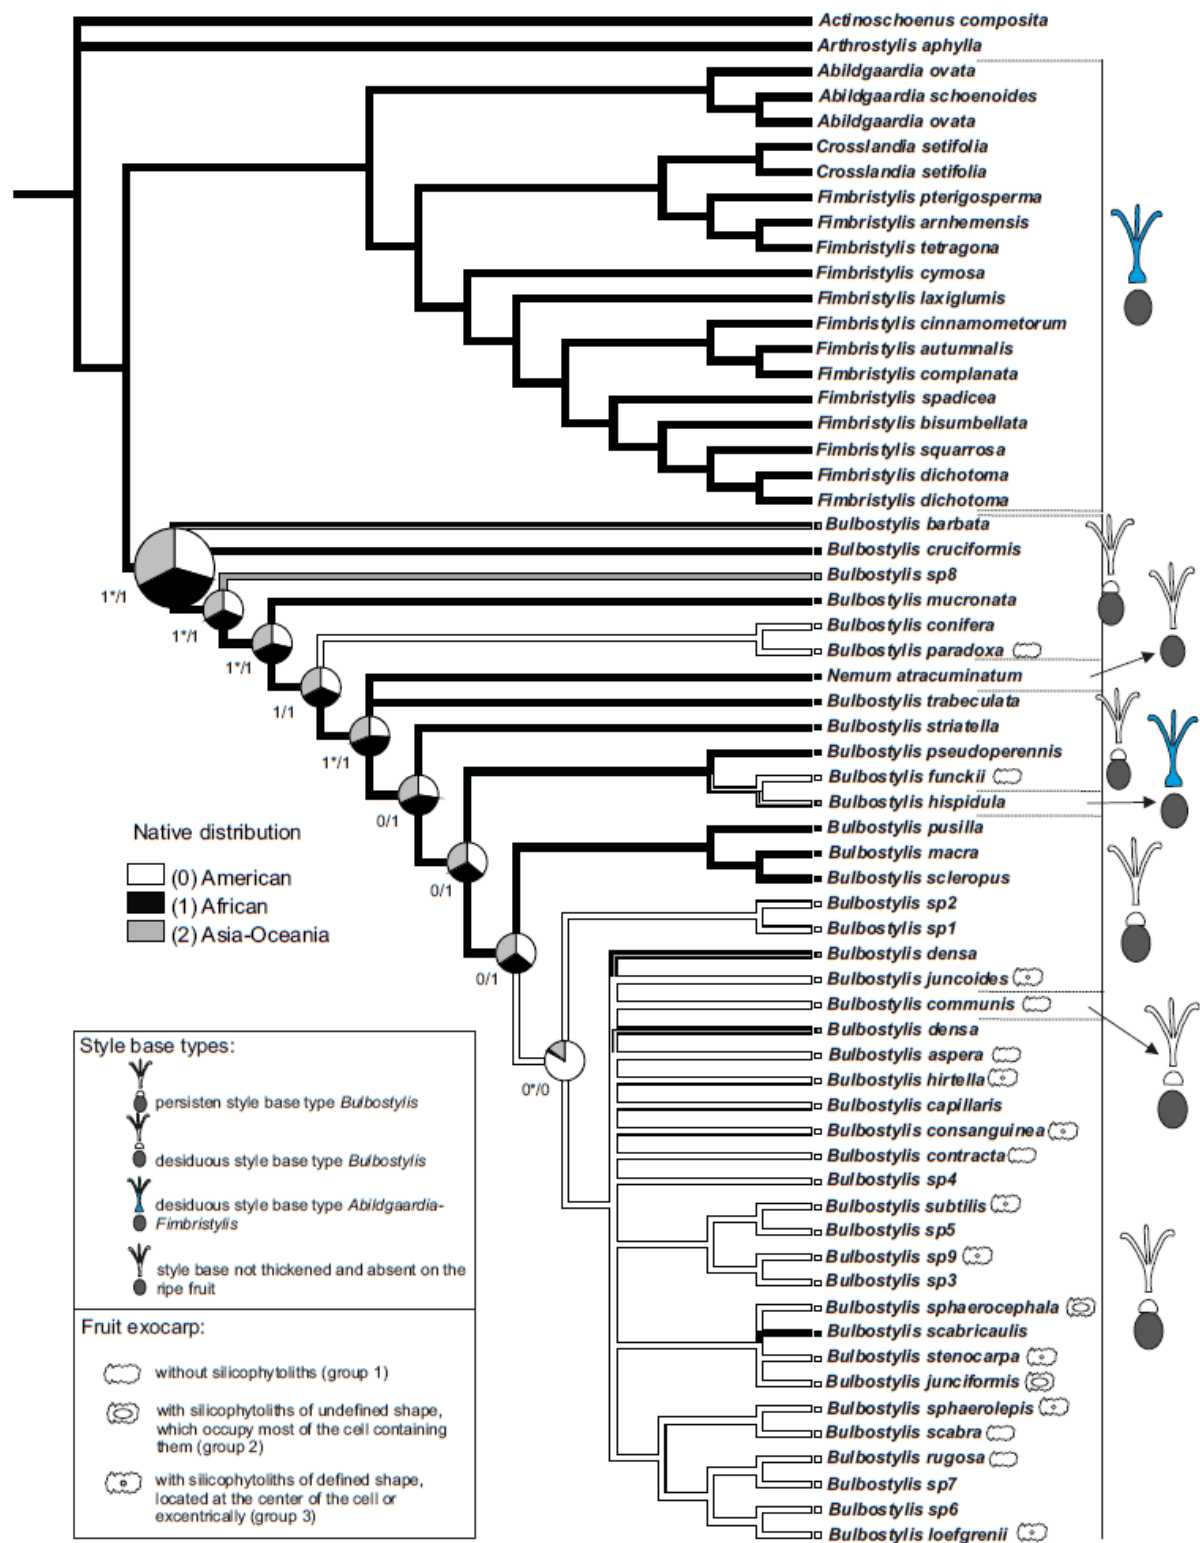 Actinoschoenus composita
Arthrostylis aphylla
Abildgaardia ovata
Abildgaardia schoenoides
Abildgaardia ovata
Crosslandia setifolia
Crosslandia setifolia
Fimbristylis pterigosperma
Fimbristylis arnhemensis
Fimbristylis tetragona
Fimbristylis cymosa
Fimbristylis laxiglumis
Fimbristylis cinnamometorum
Fimbristylis autumnalis
Fimbristylis complanata
Fimbristylis spadicea
Fimbristylis bisumbellata
Fimbristylis squarrosa
Fimbristylis dichotoma
Fimbristylis dichotoma
Bulbostylis barbata
Bulbostylis cruciformis
Bulbostylis sp8
Bulbostylis mucronata
Bulbostylis conifera
Bulbostylis paradoxa
Nemum atracuminatum
Bulbostylis trabeculata
Bulbostylis striatella
Bulbostylis pseudoperennis
Bulbostylis funckii
Bulbostylis hispidula
Bulbostylis pusilla
Bulbostylis macra
Bulbostylis scleropus
Bulbostylis sp2
Bulbostylis sp1
Bulbostylis densa
Bulbostylis juncoides
Bulbostylis communis
Bulbostylis densa
Bulbostylis aspera
Bulbostylis hirtella
Bulbostylis capillaris
Bulbostylis consanguinea
Bulbostylis contracta
Bulbostylis sp4
Bulbostylis subtilis
Bulbostylis sp5
Bulbostylis sp9
Bulbostylis sp3
Bulbostylis sphaerocephala
Bulbostylis scabricaulis
Bulbostylis stenocarpa
Bulbostylis junciformis
Bulbostylis sphaerolepis
Bulbostylis scabra
Bulbostylis rugosa
Bulbostylis sp7
Bulbostylis sp6
Bulbostylis loefgrenii
1*/1
1*/1
1*/1
1/1
1*/1
0/1
0/1
0/1
0*/0
Native distribution
(0) American
(1) African
(2) Asia-Oceania
Style base types:
persisten style base type Bulbostylis
desiduous style base type Bulbostylis
desiduous style base type Abildgaardia-
Fimbristylis
style base not thickened and absent on the
ripe fruit
Fruit exocarp:
without silicophytoliths (group 1)
with silicophytoliths of undefined shape,
which occupy most of the cell containing
them (group 2)
with silicophytoliths of defined shape,
located at the center of the cell or
excentrically (group 3)